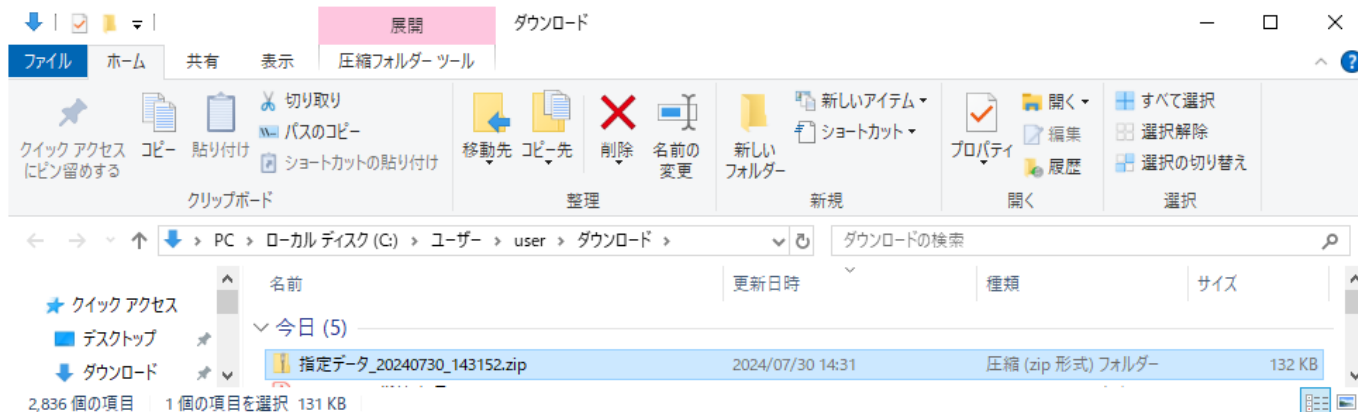 展開
ダウンロード
ファイル ホーム 共有 表示 圧縮フォルダー ツール
クイック アクセス
にピン留めする
コピー
貼り付け
切り取り
パスのコピー
ショートカットの貼り付け
クリップボード
移動先
コピー先
削除
名前の
変更
整理
新しい
フォルダー
新しいアイテム
ショートカット
新規
プロパティ
開く
編集
履歴
開く
すべて選択
選択解除
選択の切り替え
選択
PC › ローカル ディスク (C:) › ユーザー › user › ダウンロード ›
ダウンロードの検索
クイック アクセス
デスクトップ
ダウンロード
名前 更新日時 種類 サイズ
今日 (5)
指定データ_20240730_143152.zip 2024/07/30 14:31 圧縮 (zip 形式) フォルダー 132 KB
2,836 個の項目 1 個の項目を選択 131 KB